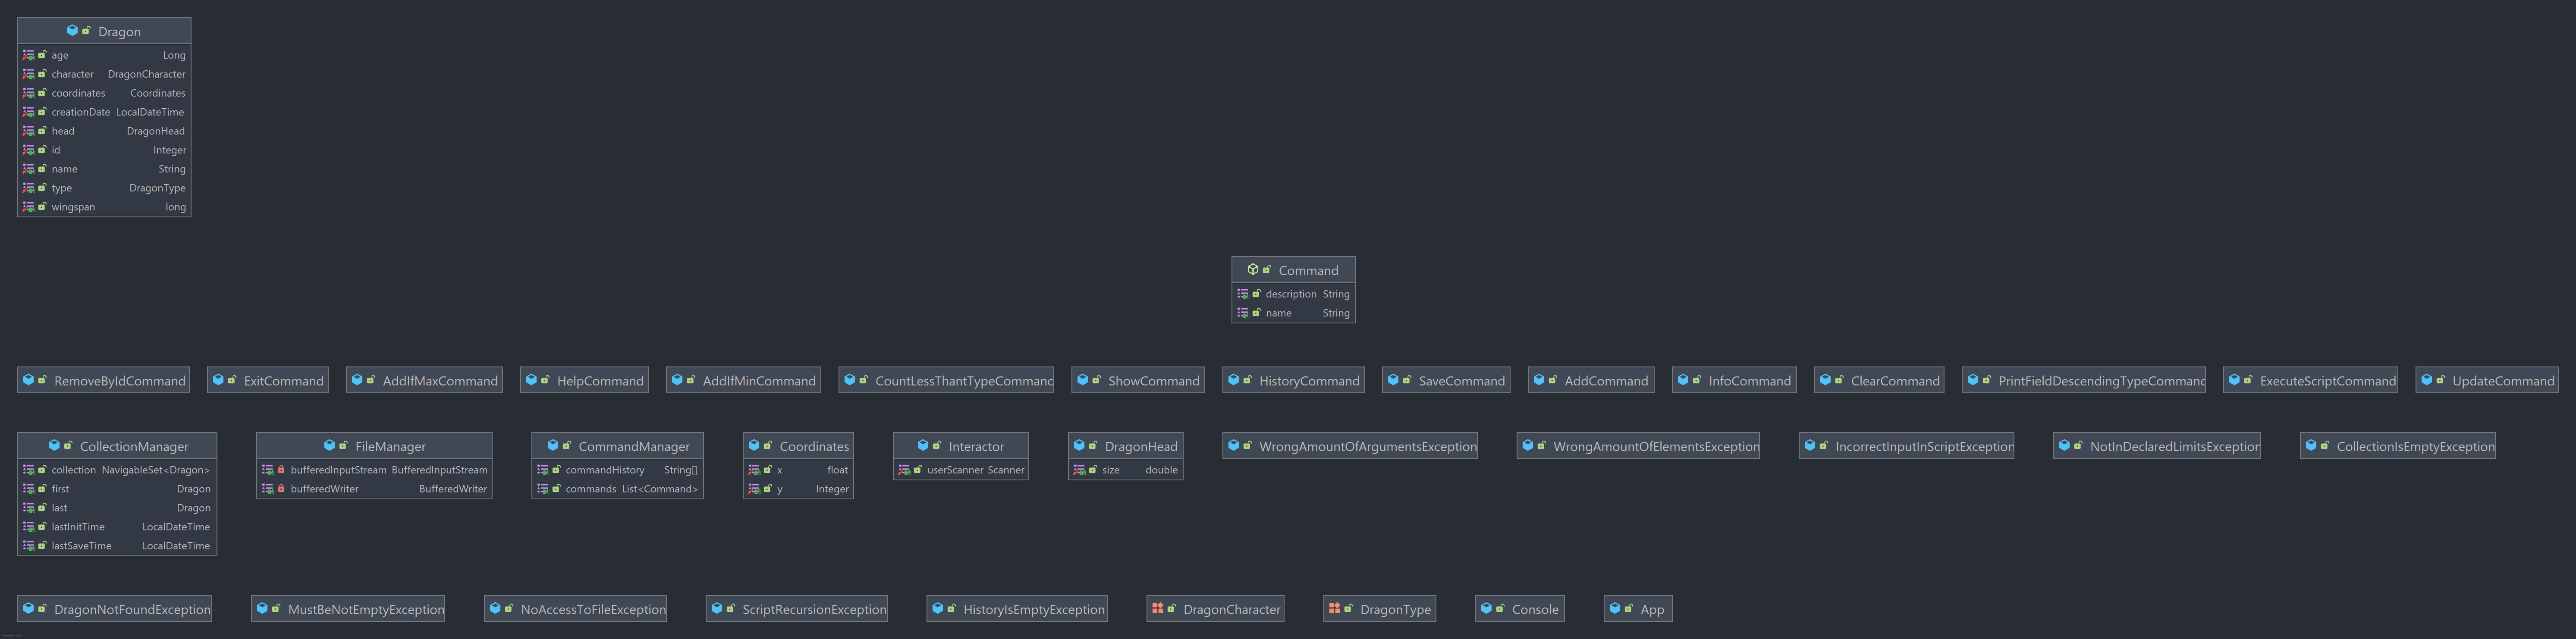 Dragon
age Long
character DragonCharacter
coordinates Coordinates
creationDate LocalDateTime
head DragonHead
id Integer
name String
type DragonType
wingspan long
Command
description String
name String
RemoveByIdCommand ExitCommand AddIfMaxCommand HelpCommand AddIfMinCommand CountLessThantTypeCommand ShowCommand HistoryCommand SaveCommand AddCommand InfoCommand ClearCommand PrintFieldDescendingTypeCommand ExecuteScriptCommand UpdateCommand
CollectionManager
collection NavigableSet<Dragon>
first Dragon
last Dragon
lastInitTime LocalDateTime
lastSaveTime LocalDateTime
FileManager
bufferedInputStream BufferedInputStream
bufferedWriter BufferedWriter
CommandManager
commandHistory String[]
commands List<Command>
Coordinates
x float
y Integer
Interactor
userScanner Scanner
DragonHead
size double
WrongAmountOfArgumentsException WrongAmountOfElementsException IncorrectInputInScriptException NotInDeclaredLimitsException CollectionIsEmptyException
DragonNotFoundException MustBeNotEmptyException NoAccessToFileException ScriptRecursionException HistoryIsEmptyException DragonCharacter DragonType Console App